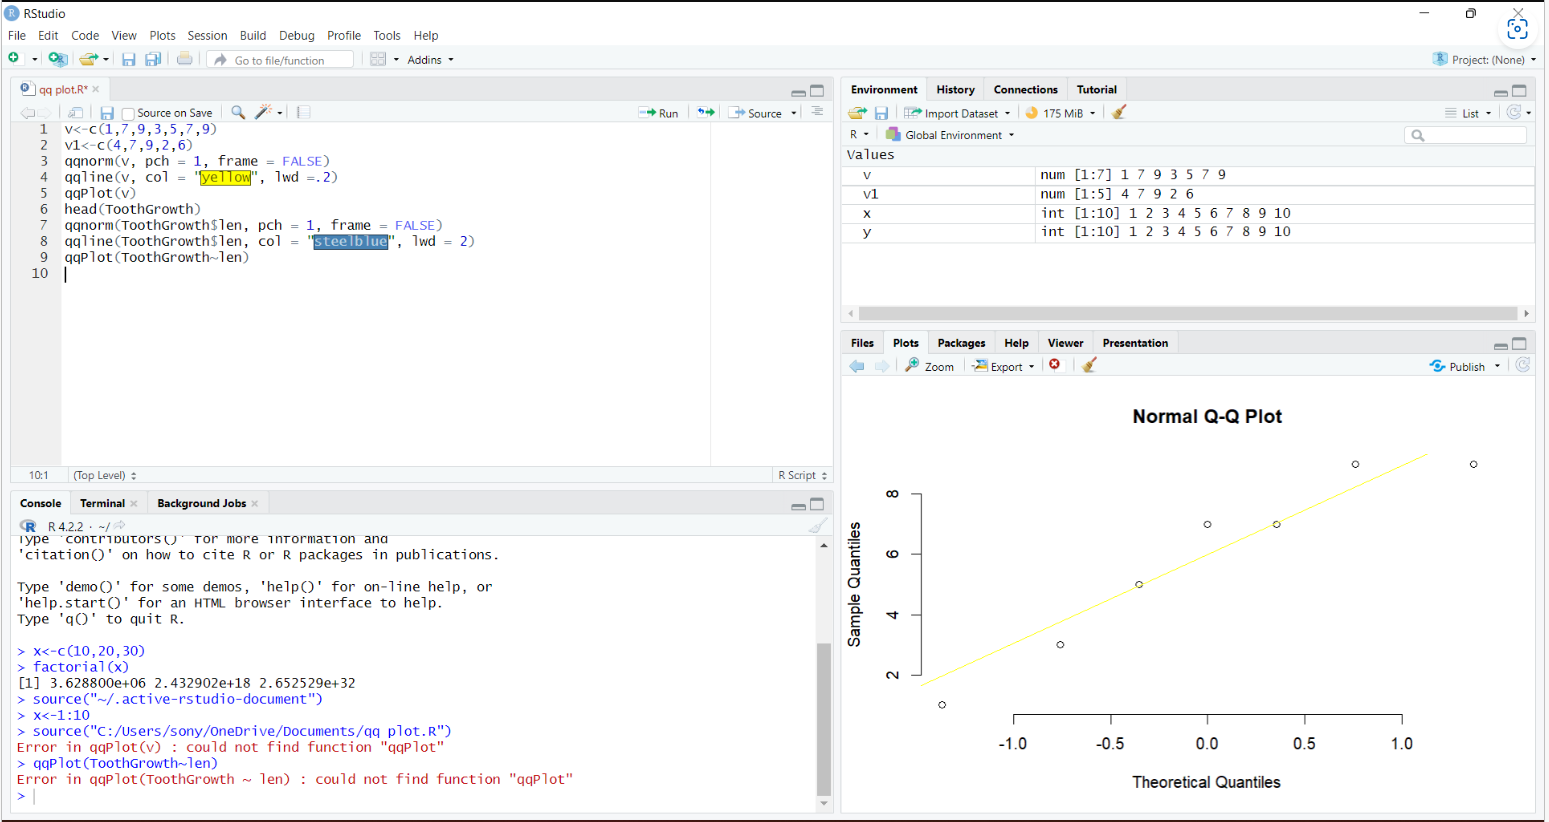 RStudio
File Edit Code View Plots Session Build Debug Profile Tools Help
Go to file/function Addins Project: (None)
qq plot.R*
Source on Save Run Source
1 v<-c(1,7,9,3,5,7,9)
2 v1<-c(4,7,9,2,6)
3 qqnorm(v, pch = 1, frame = FALSE)
4 qqline(v, col = "yellow", lwd =.2)
5 qqPlot(v)
6 head(ToothGrowth)
7 qqnorm(ToothGrowth$len, pch = 1, frame = FALSE)
8 qqline(ToothGrowth$len, col = "steelblue", lwd = 2)
9 qqPlot(ToothGrowth~len)
10
10:1 (Top Level) R Script
Console Terminal Background Jobs
R 4.2.2 · ~/
Type 'contributors()' for more information and
'citation()' on how to cite R or R packages in publications.
Type 'demo()' for some demos, 'help()' for on-line help, or
'help.start()' for an HTML browser interface to help.
Type 'q()' to quit R.
> x<-c(10,20,30)
> factorial(x)
[1] 3.628800e+06 2.432902e+18 2.652529e+32
> source("~/.active-rstudio-document")
> x<-1:10
> source("C:/Users/sony/OneDrive/Documents/qq plot.R")
Error in qqPlot(v) : could not find function "qqPlot"
> qqPlot(ToothGrowth~len)
Error in qqPlot(ToothGrowth ~ len) : could not find function "qqPlot"
>
Environment History Connections Tutorial
Import Dataset 175 MiB List
R Global Environment
Values
v num [1:7] 1 7 9 3 5 7 9
v1 num [1:5] 4 7 9 2 6
x int [1:10] 1 2 3 4 5 6 7 8 9 10
y int [1:10] 1 2 3 4 5 6 7 8 9 10
Files Plots Packages Help Viewer Presentation
Zoom Export Publish
Normal Q-Q Plot
Sample Quantiles
8
6
4
2
-1.0 -0.5 0.0 0.5 1.0
Theoretical Quantiles